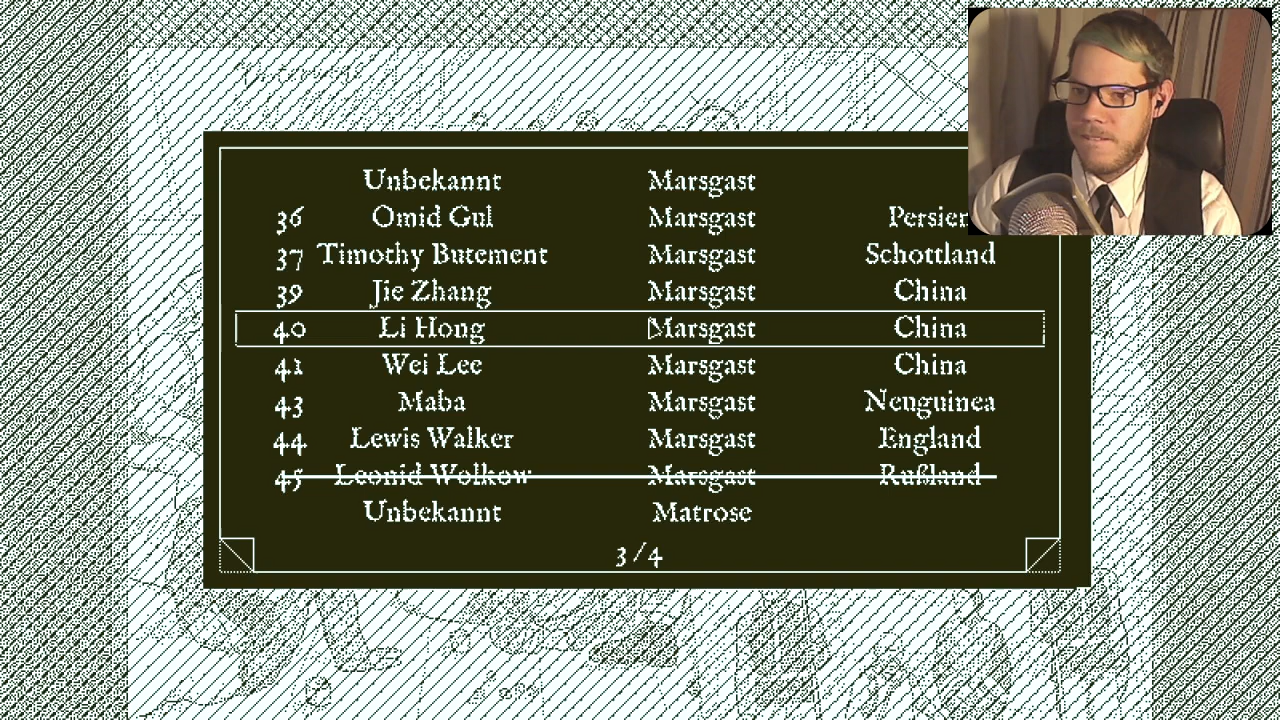 Unbekannt Marsgast
36 Omid Gul Marsgast Persien
37 Timothy Butement Marsgast Schottland
39 Jie Zhang Marsgast China
40 Li Hong Marsgast China
41 Wei Lee Marsgast China
43 Maba Marsgast Neuguinea
44 Lewis Walker Marsgast England
45 Leonid Wolkow Marsgast Rußland
Unbekannt Matrose
3/4